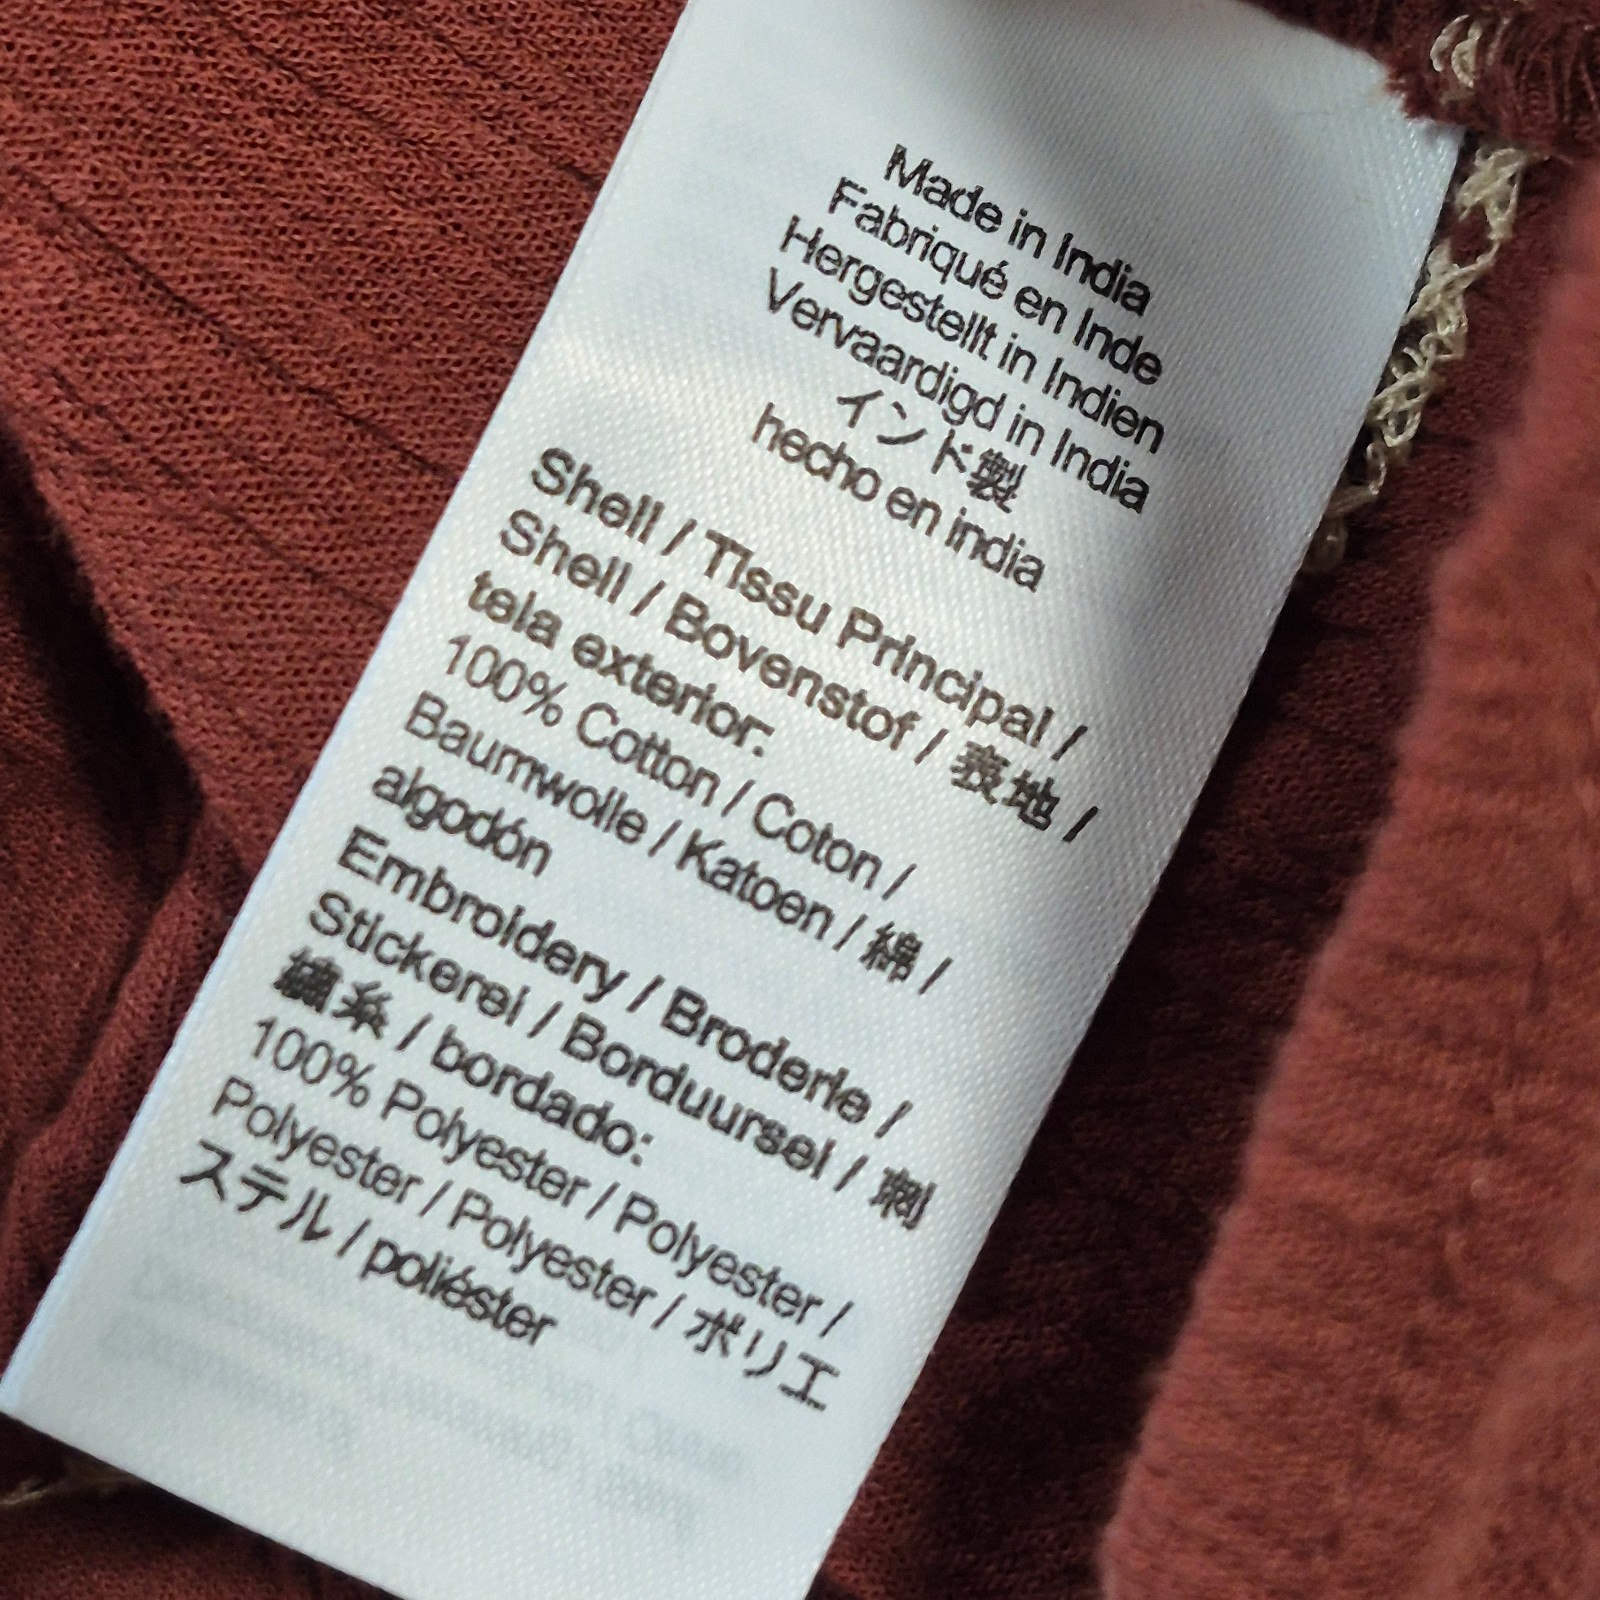 Made in India
Fabriqué en Inde
Hergestellt in Indien
Vervaardigd in India
インド製
hecho en india
Shell / Tissu Principal /
Shell / Bovenstof / 表地 /
tela exterior:
100% Cotton / Coton /
Baumwolle / Katoen / 綿 /
algodón
Embroidery / Broderie /
Stickerei / Borduursel / 刺
繍糸 / bordado:
100% Polyester / Polyester /
Polyester / Polyester / ポリエ
ステル / poliéster